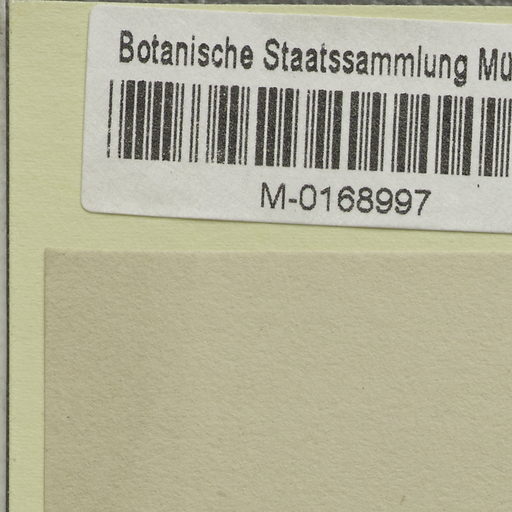 Botanische Staatssammlung Mü
M-0168997